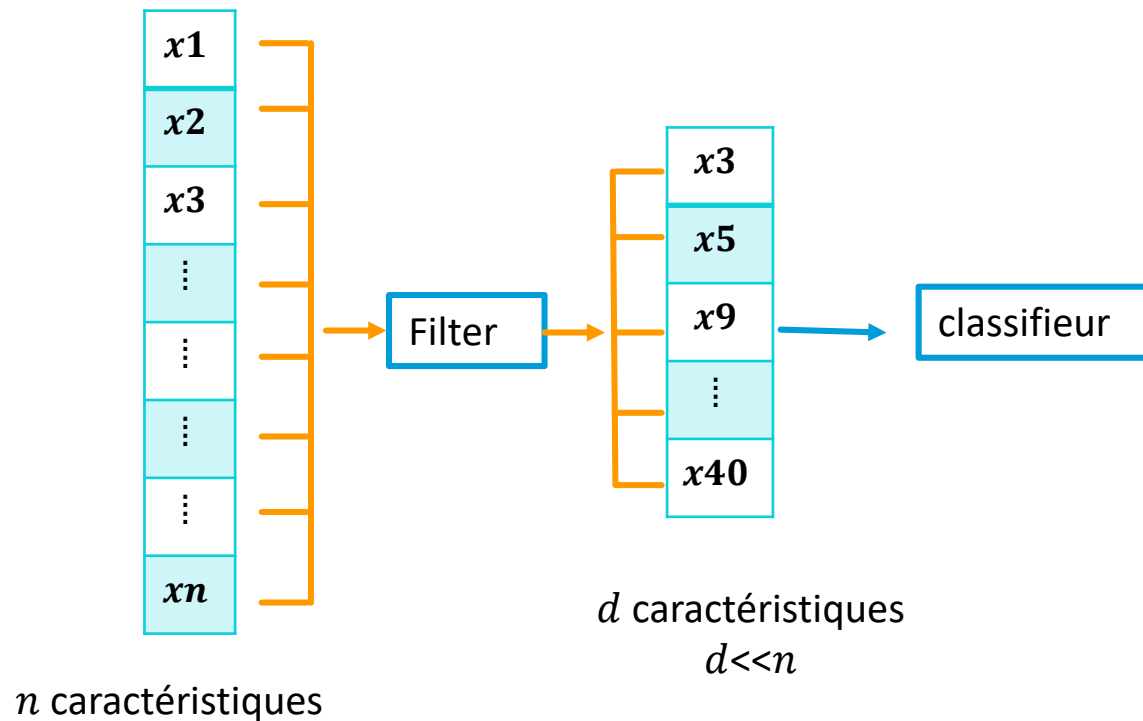 x1
x2
x3
⁞
⁞
⁞
⁞
xn
n caractéristiques
Filter
x3
x5
x9
⁞
x40
d caractéristiques
d<<n
classifieur